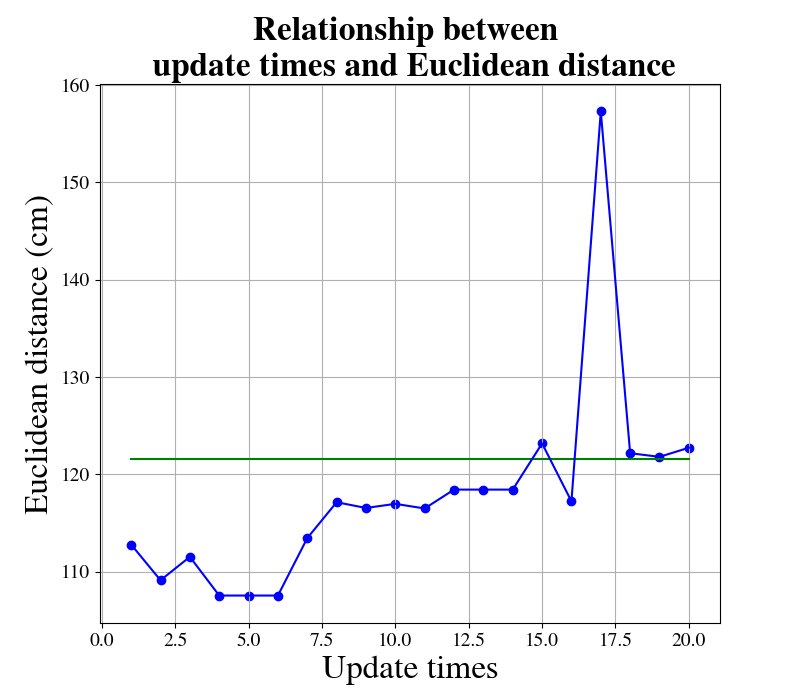 Relationship between
update times and Euclidean distance
160
150
140
130
120
110
Euclidean distance (cm)
0.0 2.5 5.0 7.5 10.0 12.5 15.0 17.5 20.0
Update times